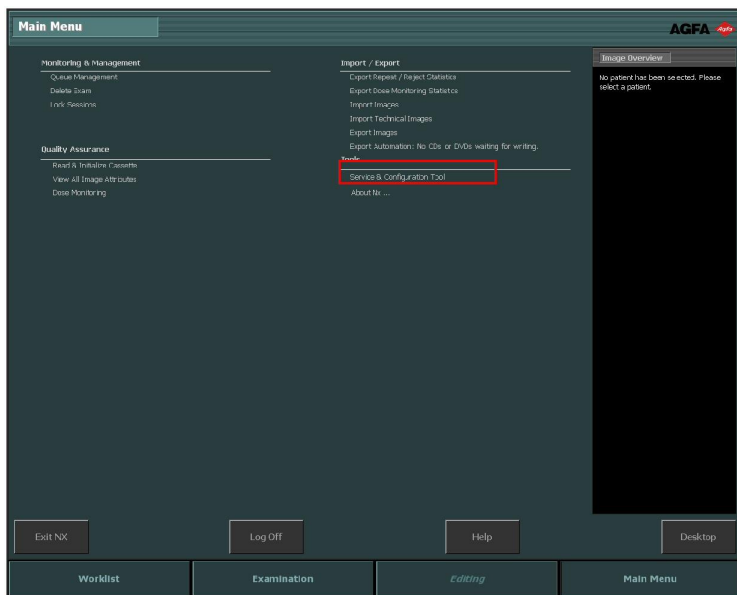 Main Menu
AGFA
Agfa
Monitoring & Management
Queue Management
Delete Exam
Lock Sessions
Quality Assurance
Read & Initialize Cassette
View All Image Attributes
Dose Monitoring
Import / Export
Export Repeat / Reject Statistics
Export Dose Monitoring Statistics
Import Images
Import Technical Images
Export Images
Export Automation: No CDs or DVDs waiting for writing.
Tools
Service & Configuration Tool
About Nx ...
Image Overview
No patient has been selected. Please
select a patient.
Exit NX
Log Off
Help
Desktop
Worklist
Examination
Editing
Main Menu